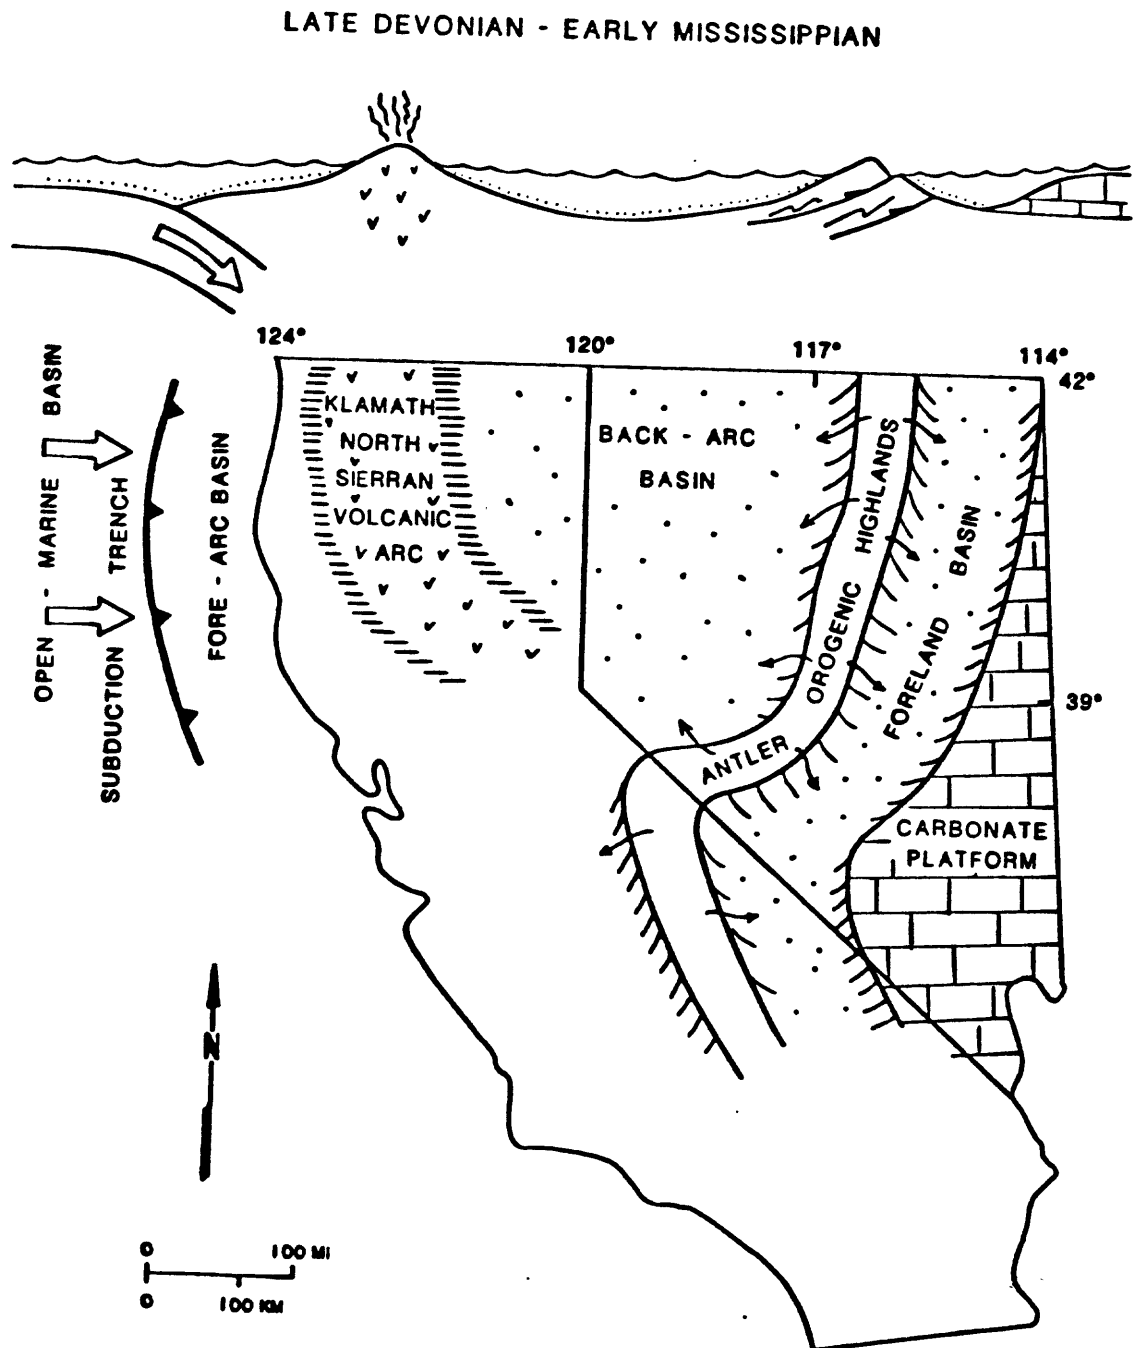 LATE DEVONIAN - EARLY MISSISSIPPIAN
124°
120°
117°
114°
42°
39°
OPEN - MARINE BASIN
SUBDUCTION TRENCH
FORE - ARC BASIN
KLAMATH
NORTH
SIERRAN
VOLCANIC
ARC
BACK - ARC
BASIN
ANTLER OROGENIC HIGHLANDS
FORELAND BASIN
CARBONATE
PLATFORM
N
0 100 MI
0 100 KM